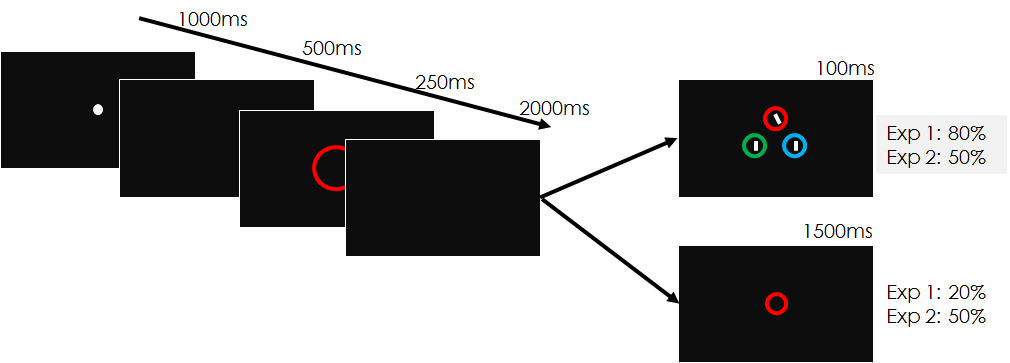 1000ms
500ms
250ms
2000ms
100ms
Exp 1: 80%
Exp 2: 50%
1500ms
Exp 1: 20%
Exp 2: 50%